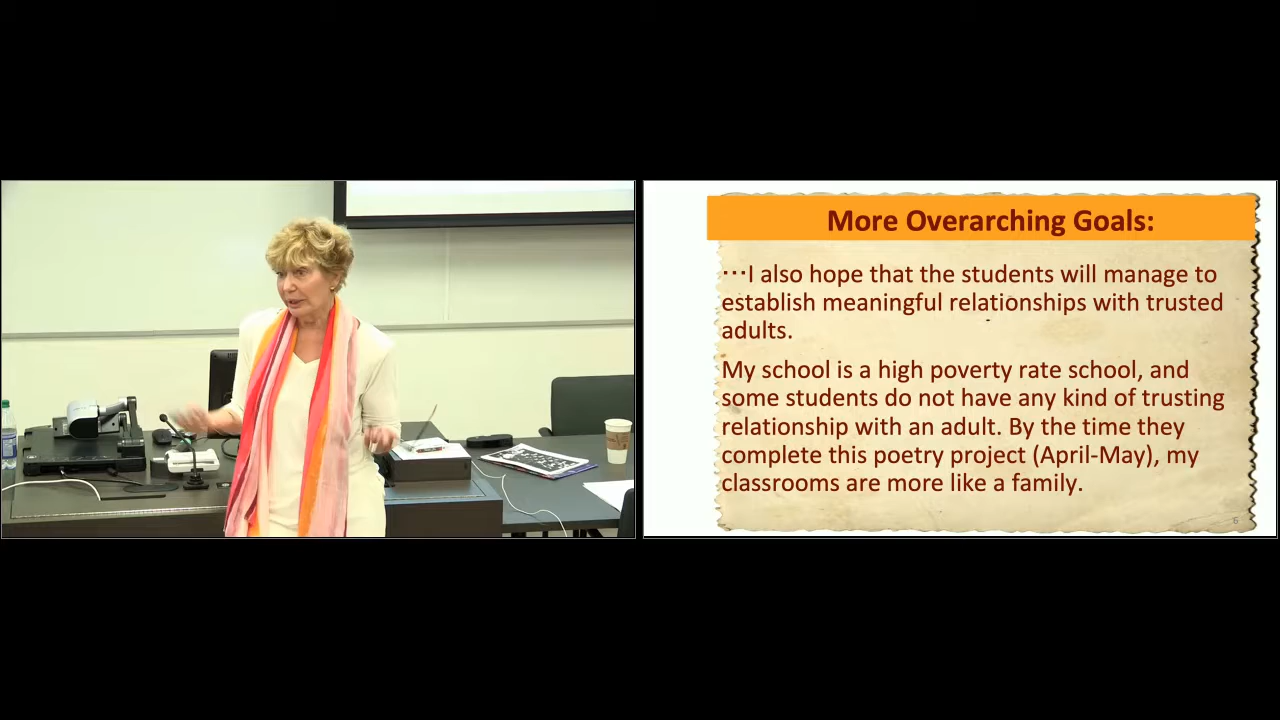 More Overarching Goals:
···I also hope that the students will manage to
establish meaningful relationships with trusted
adults.
My school is a high poverty rate school, and
some students do not have any kind of trusting
relationship with an adult. By the time they
complete this poetry project (April-May), my
classrooms are more like a family.
6